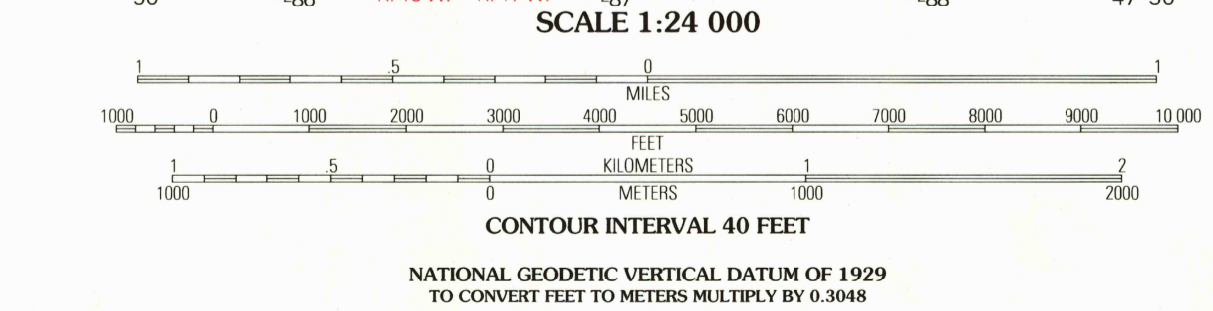 SCALE 1:24 000
1 .5 0 1
MILES
1000 0 1000 2000 3000 4000 5000 6000 7000 8000 9000 10 000
FEET
1 .5 0 KILOMETERS 1 2
1000 0 METERS 1000 2000
CONTOUR INTERVAL 40 FEET
NATIONAL GEODETIC VERTICAL DATUM OF 1929
TO CONVERT FEET TO METERS MULTIPLY BY 0.3048